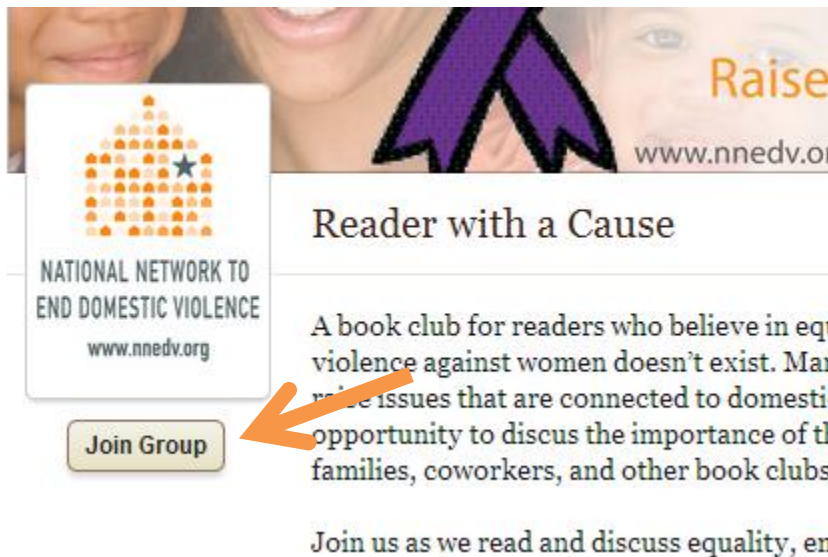 Raise
www.nnedv.or
NATIONAL NETWORK TO
END DOMESTIC VIOLENCE
www.nnedv.org
Join Group
Reader with a Cause
A book club for readers who believe in equ
violence against women doesn't exist. Man
raise issues that are connected to domesti
opportunity to discus the importance of th
families, coworkers, and other book clubs
Join us as we read and discuss equality, en